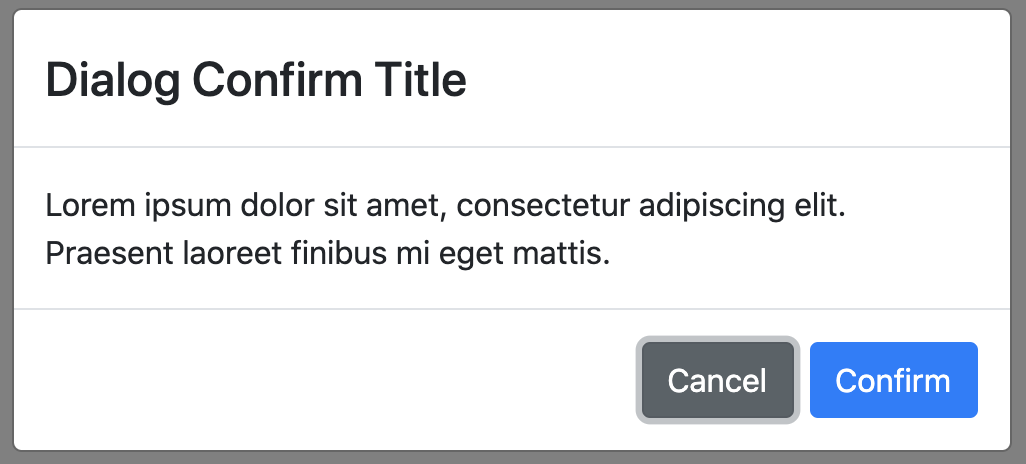 Dialog Confirm Title
Lorem ipsum dolor sit amet, consectetur adipiscing elit.
Praesent laoreet finibus mi eget mattis.
Cancel Confirm